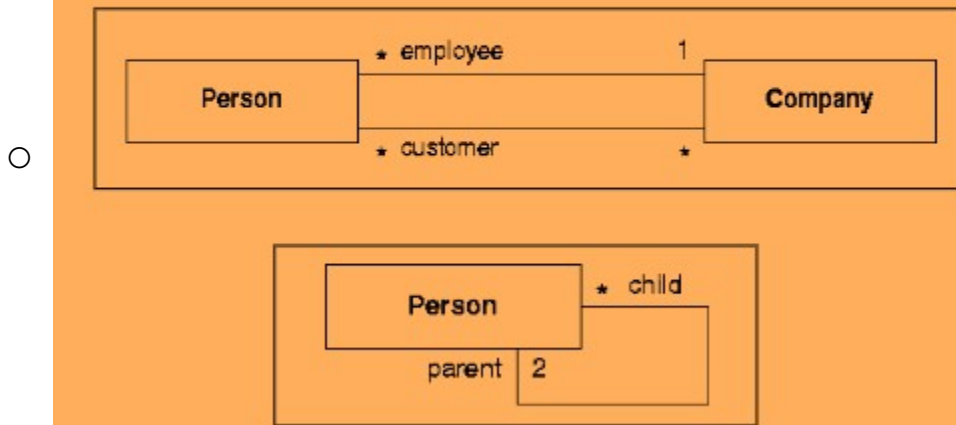 * employee 1
Person
Company
* customer *
* child
Person
parent 2